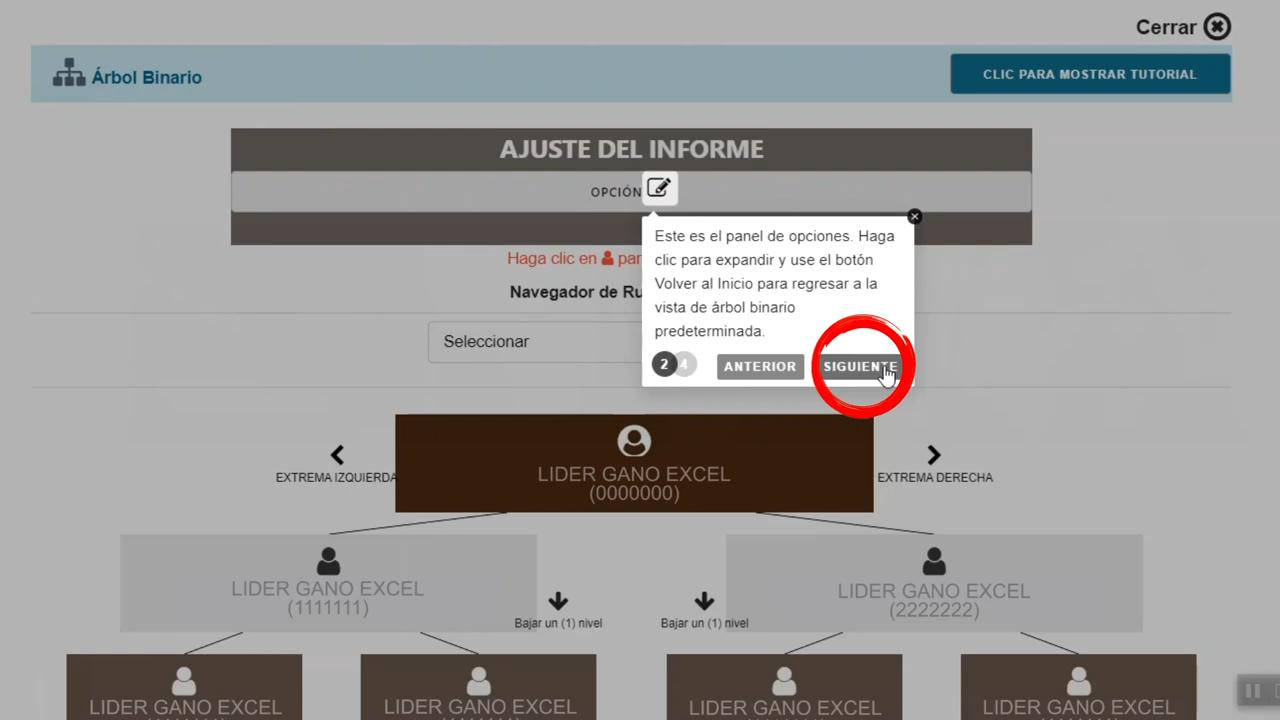 Cerrar
Árbol Binario
CLIC PARA MOSTRAR TUTORIAL
AJUSTE DEL INFORME
OPCIÓN
Haga clic en par
Navegador de Ru
Seleccionar
Este es el panel de opciones. Haga
clic para expandir y use el botón
Volver al Inicio para regresar a la
vista de árbol binario
predeterminada.
2 4 ANTERIOR SIGUIENTE
EXTREMA IZQUIERDA
LIDER GANO EXCEL
(0000000)
EXTREMA DERECHA
LIDER GANO EXCEL
(1111111)
Bajar un (1) nivel
Bajar un (1) nivel
LIDER GANO EXCEL
(2222222)
LIDER GANO EXCEL
LIDER GANO EXCEL
LIDER GANO EXCEL
LIDER GANO EXCEL